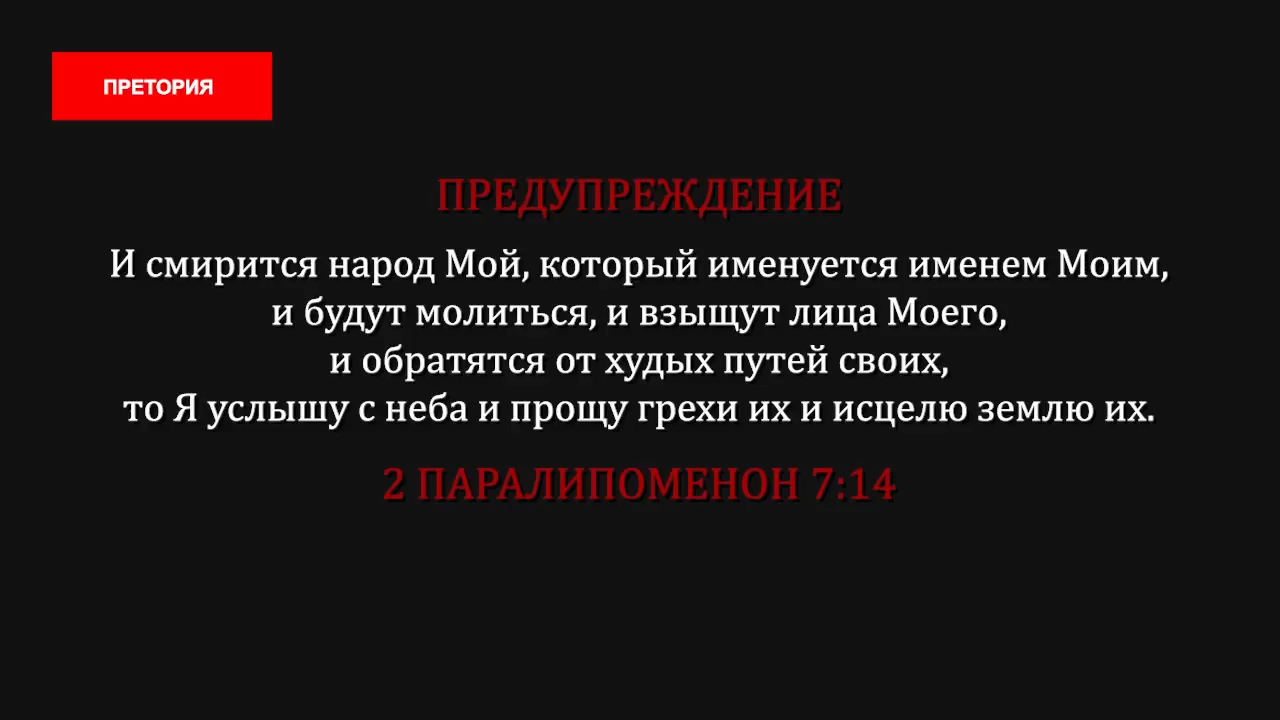 ПРЕТОРИЯ
ПРЕДУПРЕЖДЕНИЕ
И смирится народ Мой, который именуется именем Моим,
и будут молиться, и взыщут лица Моего,
и обратятся от худых путей своих,
то Я услышу с неба и прощу грехи их и исцелю землю их.
2 ПАРАЛИПОМЕНОН 7:14